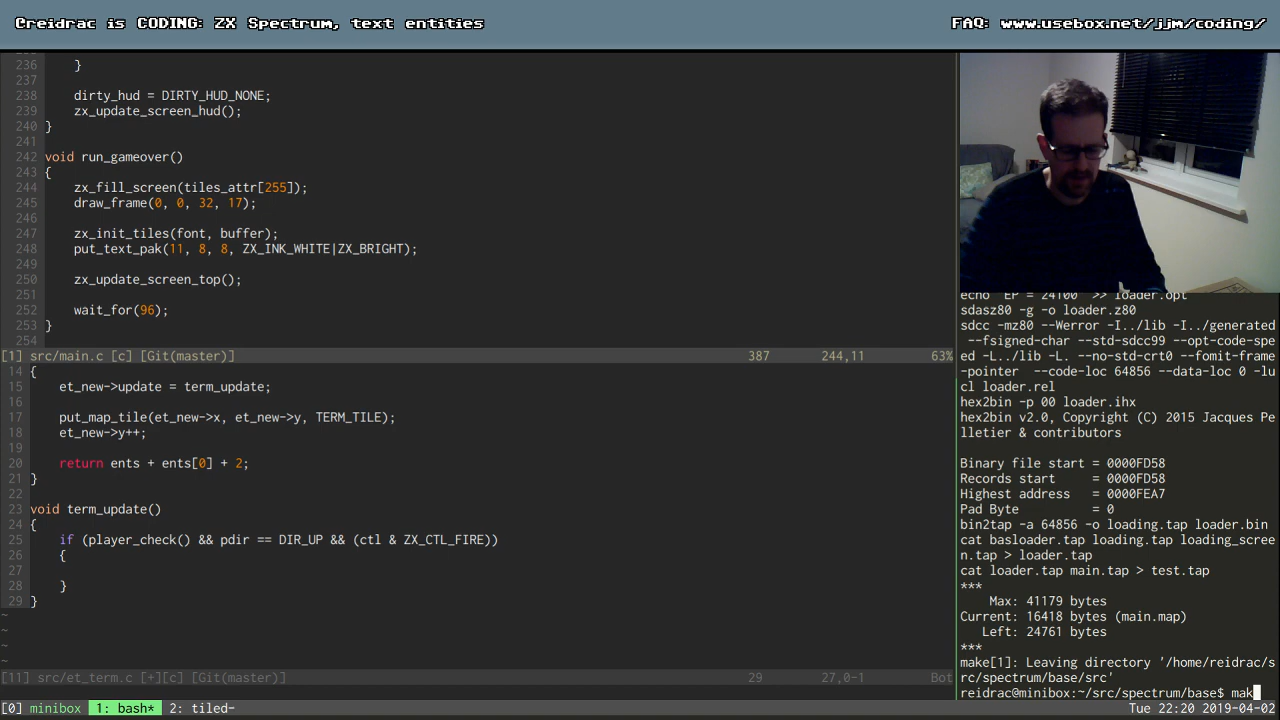 Creidrac is CODING: ZX Spectrum, text entities
FAQ: www.usebox.net/jjm/coding/
236 }
237
238 dirty_hud = DIRTY_HUD_NONE;
239 zx_update_screen_hud();
240 }
241
242 void run_gameover()
243 {
244 zx_fill_screen(tiles_attr[255]);
245 draw_frame(0, 0, 32, 17);
246
247 zx_init_tiles(font, buffer);
248 put_text_pak(11, 8, 8, ZX_INK_WHITE|ZX_BRIGHT);
249
250 zx_update_screen_top();
251
252 wait_for(96);
253 }
254
[1] src/main.c [c] [Git(master)] 387 244,11 63%
14 {
15 et_new->update = term_update;
16
17 put_map_tile(et_new->x, et_new->y, TERM_TILE);
18 et_new->y++;
19
20 return ents + ents[0] + 2;
21 }
22
23 void term_update()
24 {
25 if (player_check() && pdir == DIR_UP && (ctl & ZX_CTL_FIRE))
26 {
27
28 }
29 }
~
~
~
~
[11] src/et_term.c [+][c] [Git(master)] 29 27,0-1 Bot
echo "EP = 24100" >> loader.opt
sdasz80 -g -o loader.z80
sdcc -mz80 --Werror -I../lib -I../generated
--fsigned-char --std-sdcc99 --opt-code-spe
ed -L../lib -L. --no-std-crt0 --fomit-frame
-pointer --code-loc 64856 --data-loc 0 -lu
cl loader.rel
hex2bin -p 00 loader.ihx
hex2bin v2.0, Copyright (C) 2015 Jacques Pe
lletier & contributors

Binary file start = 0000FD58
Records start = 0000FD58
Highest address = 0000FEA7
Pad Byte = 0
bin2tap -a 64856 -o loading.tap loader.bin
cat basloader.tap loading.tap loading_scree
n.tap > loader.tap
cat loader.tap main.tap > test.tap
***
Max: 41179 bytes
Current: 16418 bytes (main.map)
Left: 24761 bytes
***
make[1]: Leaving directory '/home/reidrac/s
rc/spectrum/base/src'
reidrac@minibox:~/src/spectrum/base$ mak
[0] minibox 1: bash* 2: tiled- Tue 22:20 2019-04-02